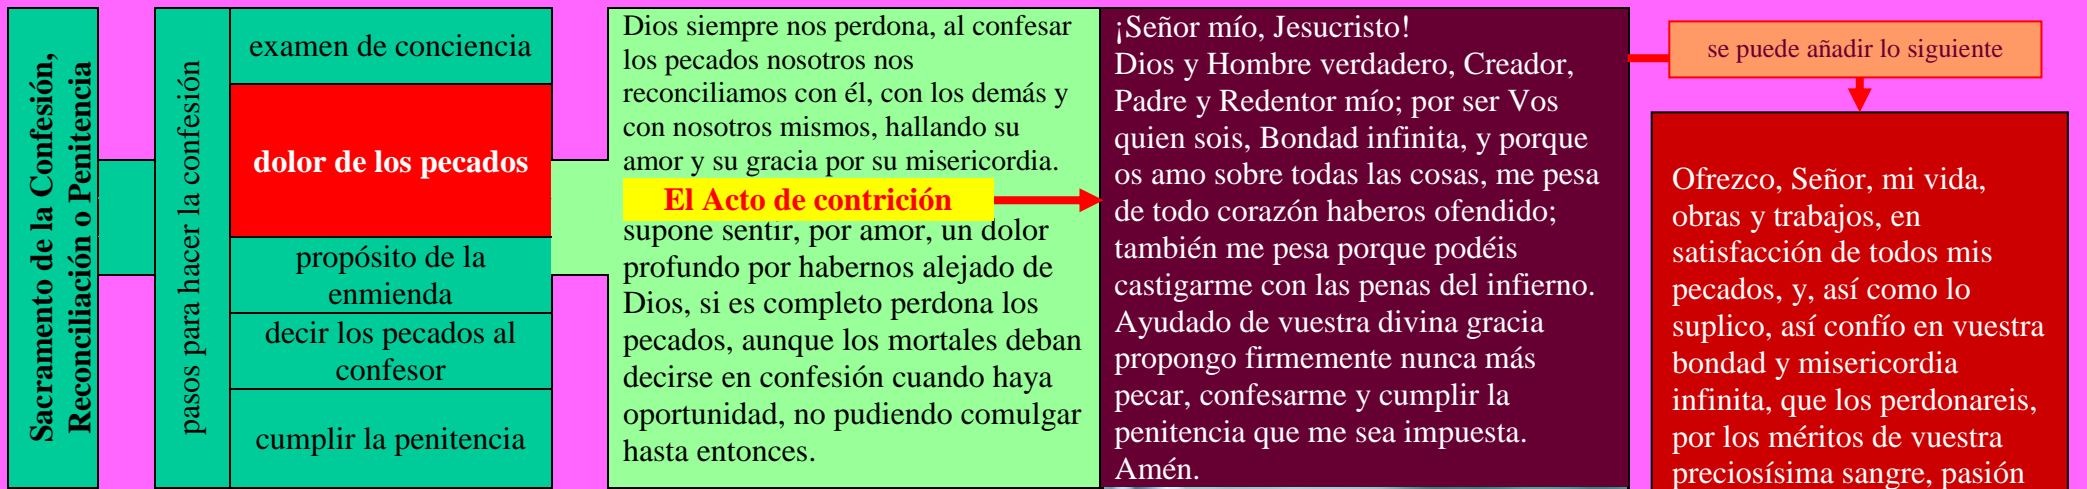 Sacramento de la Confesión,
Reconciliación o Penitencia
pasos para hacer la confesión
examen de conciencia
dolor de los pecados
propósito de la
enmienda
decir los pecados al
confesor
cumplir la penitencia
Dios siempre nos perdona, al confesar
los pecados nosotros nos
reconciliamos con él, con los demás y
con nosotros mismos, hallando su
amor y su gracia por su misericordia.
El Acto de contrición
supone sentir, por amor, un dolor
profundo por habernos alejado de
Dios, si es completo perdona los
pecados, aunque los mortales deban
decirse en confesión cuando haya
oportunidad, no pudiendo comulgar
hasta entonces.
¡Señor mío, Jesucristo!
Dios y Hombre verdadero, Creador,
Padre y Redentor mío; por ser Vos
quien sois, Bondad infinita, y porque
os amo sobre todas las cosas, me pesa
de todo corazón haberos ofendido;
también me pesa porque podéis
castigarme con las penas del infierno.
Ayudado de vuestra divina gracia
propongo firmemente nunca más
pecar, confesarme y cumplir la
penitencia que me sea impuesta.
Amén.
se puede añadir lo siguiente
Ofrezco, Señor, mi vida,
obras y trabajos, en
satisfacción de todos mis
pecados, y, así como lo
suplico, así confío en vuestra
bondad y misericordia
infinita, que los perdonareis,
por los méritos de vuestra
preciosísima sangre, pasión